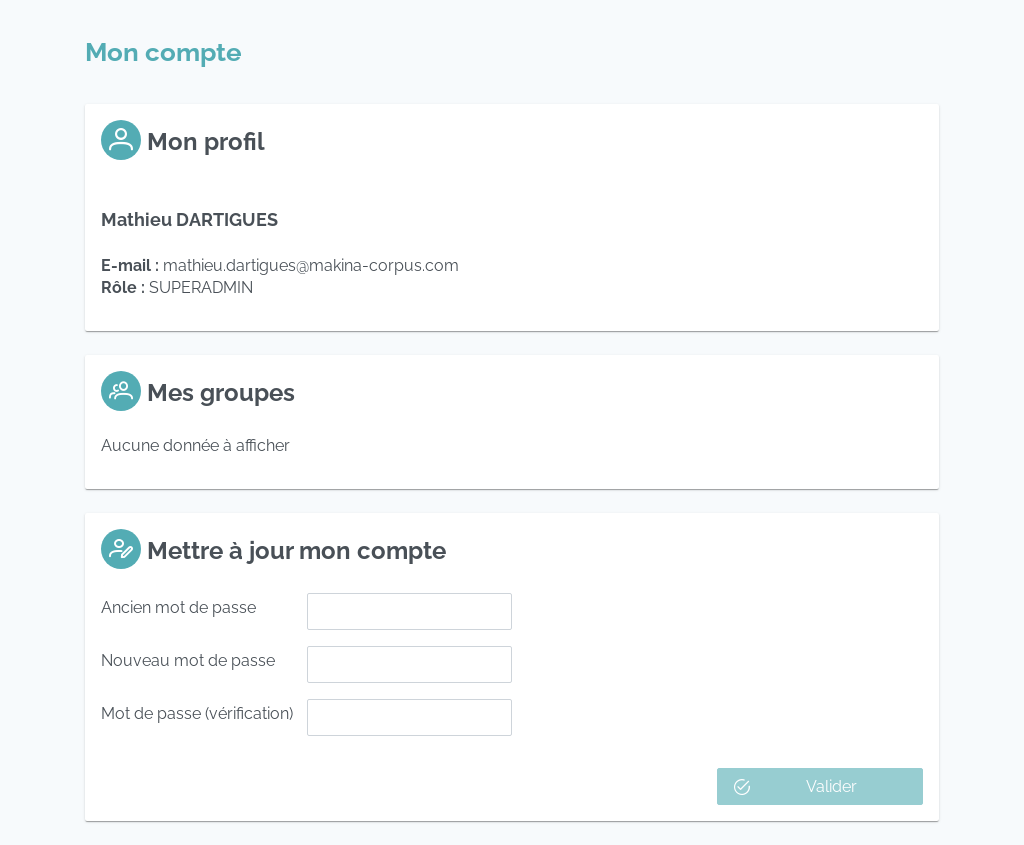 Mon compte
Mon profil
Mathieu DARTIGUES
E-mail : mathieu.dartigues@makina-corpus.com
Rôle : SUPERADMIN
Mes groupes
Aucune donnée à afficher
Mettre à jour mon compte
Ancien mot de passe
Nouveau mot de passe
Mot de passe (vérification)
Valider